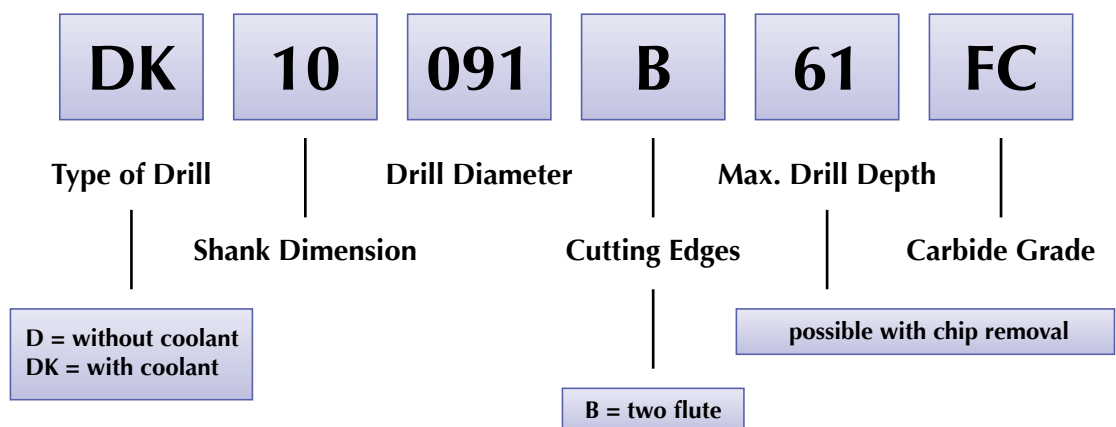 DK 10 091 B 61 FC
Type of Drill Drill Diameter Max. Drill Depth
Shank Dimension Cutting Edges Carbide Grade
D = without coolant
DK = with coolant
possible with chip removal
B = two flute